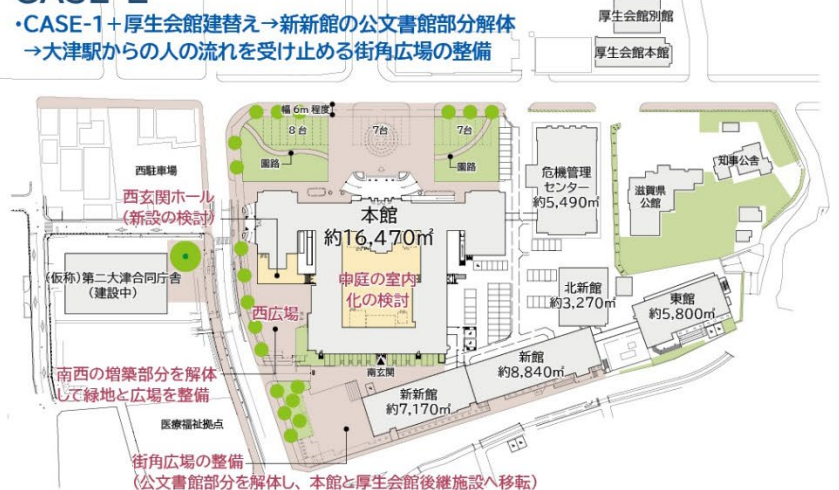 ・CASE-1+厚生会館建替え→新新館の公文書館部分解体
→大津駅からの人の流れを受け止める街角広場の整備
厚生会館別館
厚生会館本館
幅6m程度
8台
7台
7台
園路
園路
西駐車場
西玄関ホール
(新設の検討)
本館
約16,470㎡
危機管理
センター
約5,490㎡
滋賀県
公館
知事公舎
(仮称)第二大津合同庁舎
(建設中)
中庭の室内
化の検討
西広場
北新館
約3,270㎡
東館
約5,800㎡
南西の増築部分を解体
して緑地と広場を整備
南玄関
新館
約8,840㎡
新新館
約7,170㎡
医療福祉拠点
街角広場の整備
(公文書館部分を解体し、本館と厚生会館後継施設へ移転)